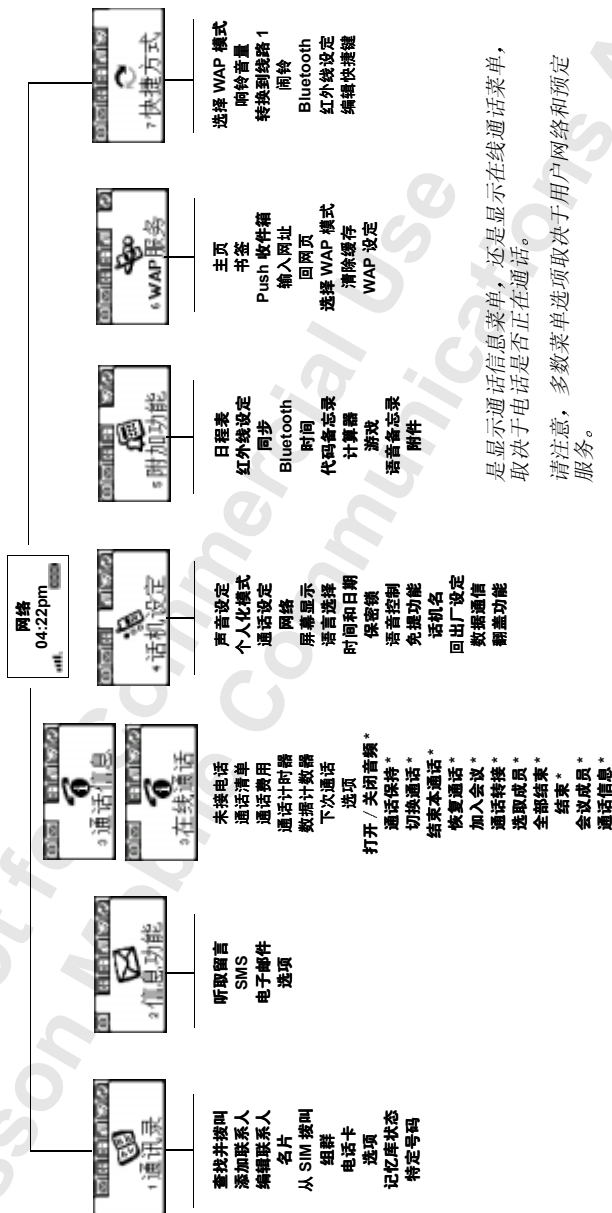 网络
04:22pm
1 通讯录
查找并拨叫
添加联系人
编辑联系人
名片
从 SIM 拨叫
组群
电话卡
选项
记忆库状态
特定号码
2 信息功能
听取留言
SMS
电子邮件
选项
3 通话信息
3 在线通话
未接电话
通话清单
通话费用
通话计时器
数据计数器
下次通话
选项
打开 / 关闭音频 *
通话保持 *
切换通话 *
结束本通话 *
恢复通话 *
加入会议 *
通话转接 *
选取成员 *
全部结束 *
结束 *
会议成员 *
通话信息 *
4 话机设定
声音设定
个人化模式
通话设定
网络
屏幕显示
语言选择
时间和日期
保密锁
语音控制
免提功能
话机名
回出厂设定
数据通信
翻盖功能
5 附加功能
日程表
红外线设定
同步
Bluetooth
时间
代码备忘录
计算器
游戏
语音备忘录
附件
6 WAP服务
主页
书签
Push 收件箱
输入网址
回网页
选择 WAP 模式
清除缓存
WAP 设定
7 快捷方式
选择 WAP 模式
响铃音量
转换到线路 1
闹铃
Bluetooth
红外线设定
编辑快捷键
是显示通话信息菜单，还是显示在线通话菜单，
取决于电话是否正在通话。
请注意，多数菜单选项取决于用户网络和预定
服务。
ot for Commercial Use
sson Mobile Communications A